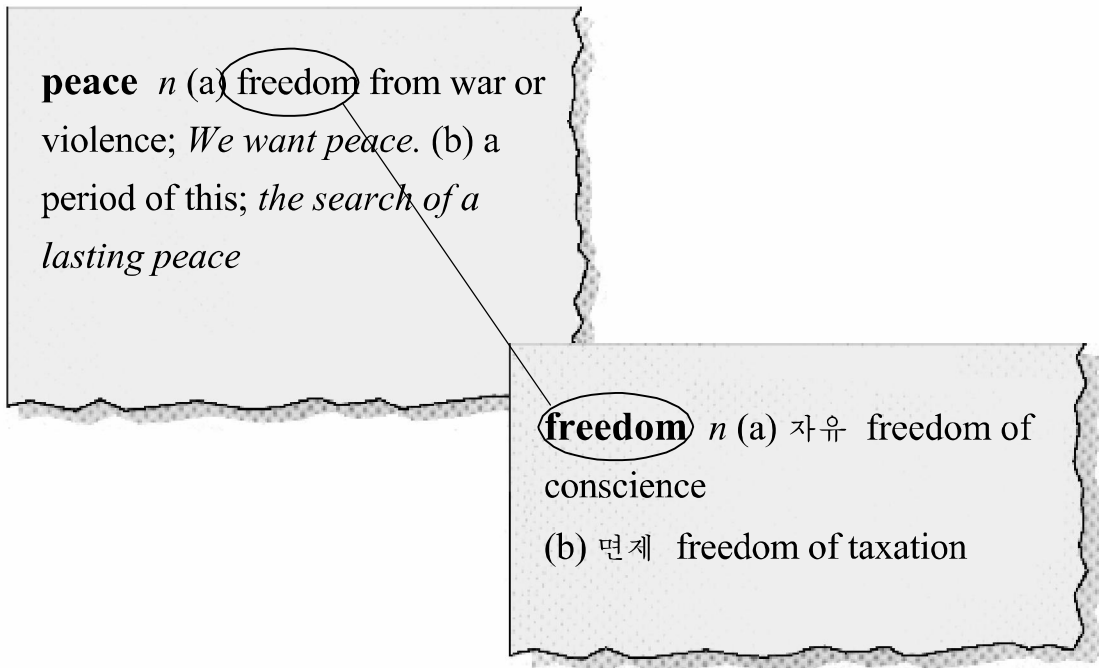 peace n (a) freedom from war or
violence; We want peace. (b) a
period of this; the search of a
lasting peace
freedom n (a) 자유 freedom of
conscience
(b) 면제 freedom of taxation